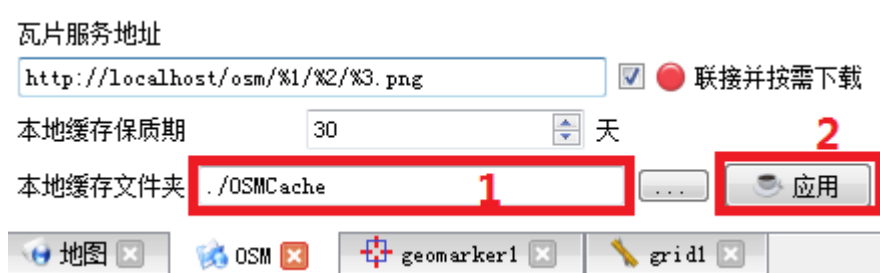 瓦片服务地址
http://localhost/osm/%1/%2/%3.png 联接并按需下载
本地缓存保质期 30 天 2
本地缓存文件夹 ./OSMCache 1 ... 应用
地图 OSM geomarker1 grid1